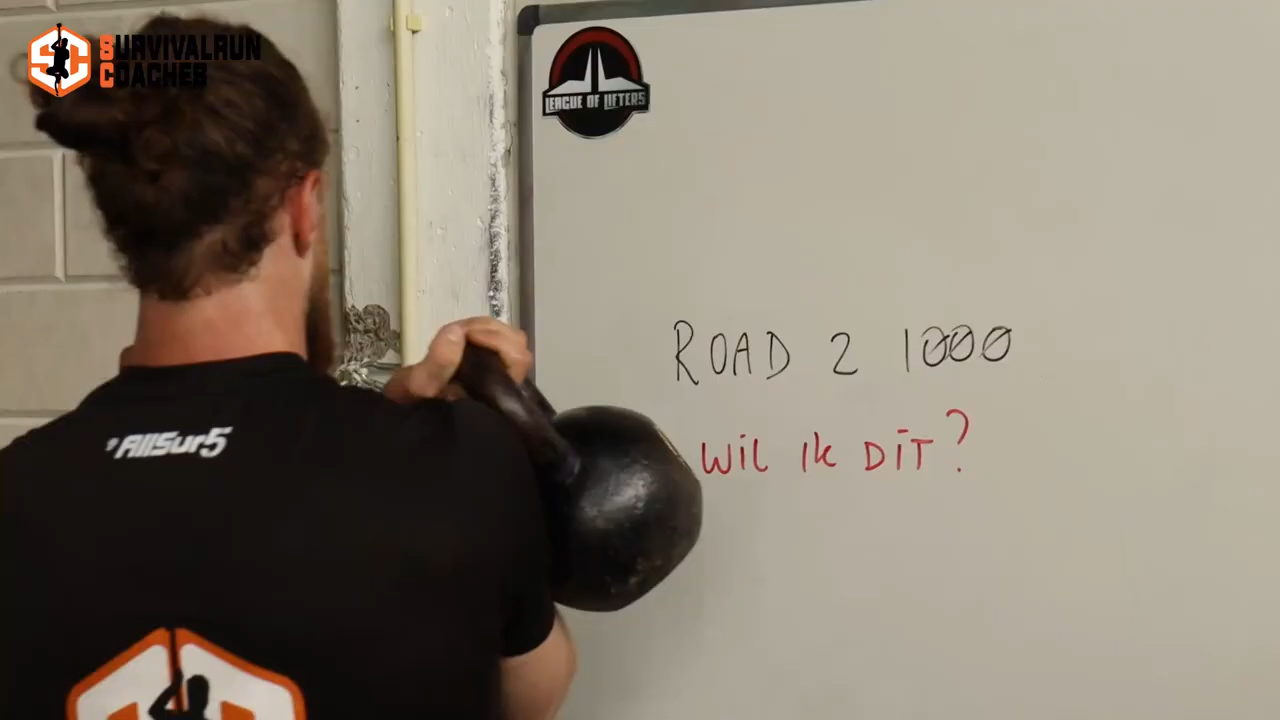 SURVIVALRUN
COACHES
LEAGUE OF LIFTERS
ROAD 2 1000
Wil ik DiT?
#AllSur5